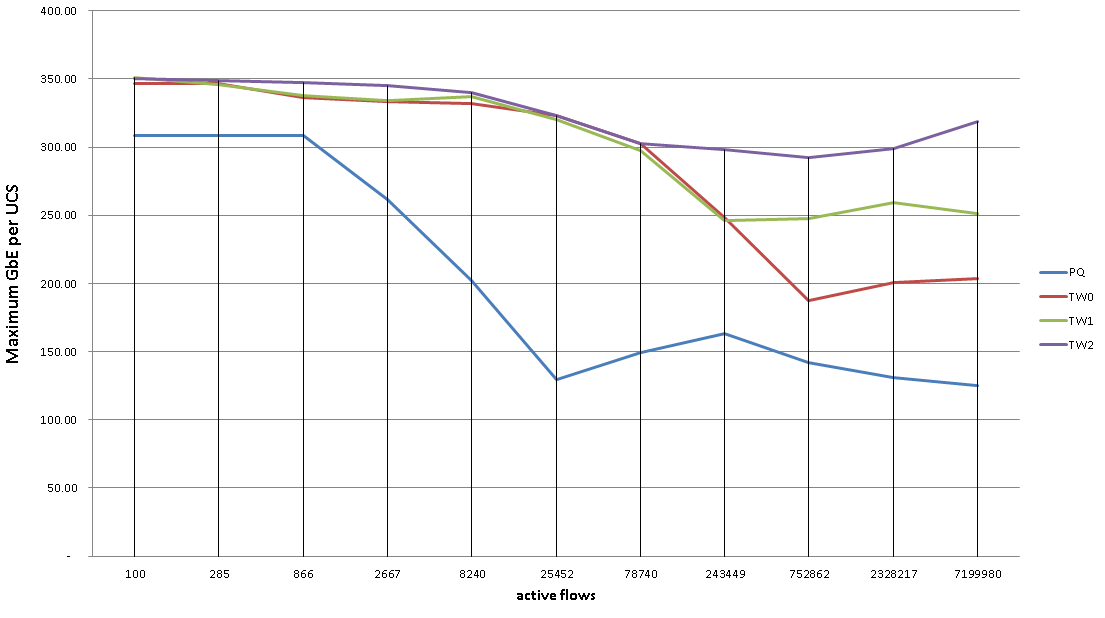 400.00
350.00
300.00
250.00
200.00
150.00
100.00
50.00
-
Maximum GbE per UCS
100 285 866 2667 8240 25452 78740 243449 752862 2328217 7199980
active flows
PQ
TW0
TW1
TW2